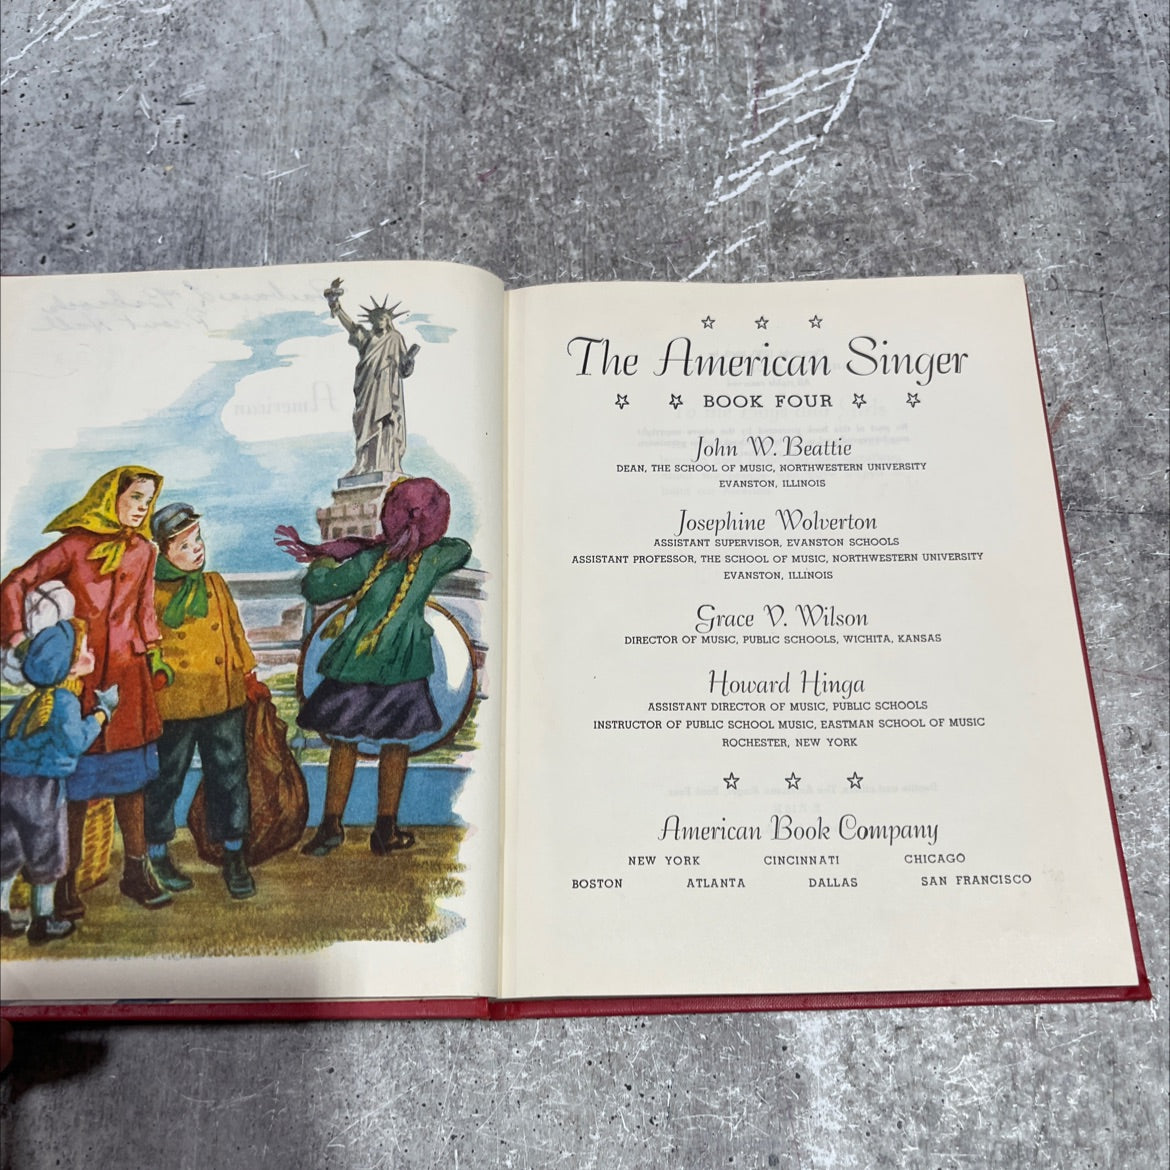 The American Singer
BOOK FOUR
John W. Beattie
DEAN, THE SCHOOL OF MUSIC, NORTHWESTERN UNIVERSITY
EVANSTON, ILLINOIS
Josephine Wolverton
ASSISTANT SUPERVISOR, EVANSTON SCHOOLS
ASSISTANT PROFESSOR, THE SCHOOL OF MUSIC, NORTHWESTERN UNIVERSITY
EVANSTON, ILLINOIS
Grace V. Wilson
DIRECTOR OF MUSIC, PUBLIC SCHOOLS, WICHITA, KANSAS
Howard Hinga
ASSISTANT DIRECTOR OF MUSIC, PUBLIC SCHOOLS
INSTRUCTOR OF PUBLIC SCHOOL MUSIC, EASTMAN SCHOOL OF MUSIC
ROCHESTER, NEW YORK
American Book Company
NEW YORK CINCINNATI CHICAGO
BOSTON ATLANTA DALLAS SAN FRANCISCO